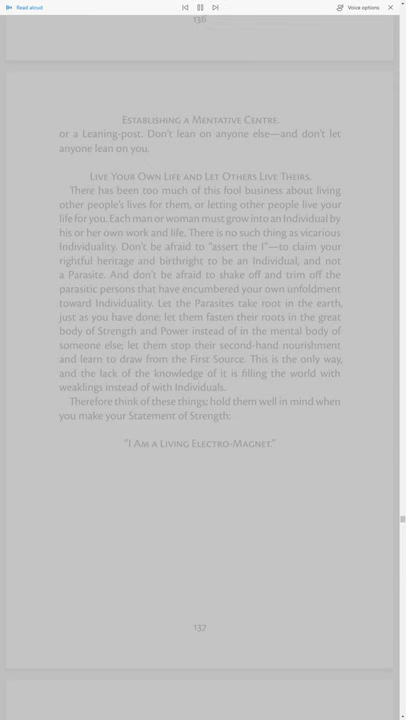 Read aloud
Voice options
136
Establishing a Mentative Centre.
or a Leaning-post. Don't lean on anyone else—and don't let
anyone lean on you.
Live Your Own Life and Let Others Live Theirs.
There has been too much of this fool business about living
other people's lives for them, or letting other people live your
life for you. Each man or woman must grow into an Individual by
his or her own work and life. There is no such thing as vicarious
Individuality. Don't be afraid to "assert the I"—to claim your
rightful heritage and birthright to be an Individual, and not
a Parasite. And don't be afraid to shake off and trim off the
parasitic persons that have encumbered your own unfoldment
toward Individuality. Let the Parasites take root in the earth,
just as you have done; let them fasten their roots in the great
body of Strength and Power instead of in the mental body of
someone else; let them stop their second-hand nourishment
and learn to draw from the First Source. This is the only way,
and the lack of the knowledge of it is filling the world with
weaklings instead of with Individuals.
Therefore think of these things; hold them well in mind when
you make your Statement of Strength:
"I Am a Living Electro-Magnet."
137